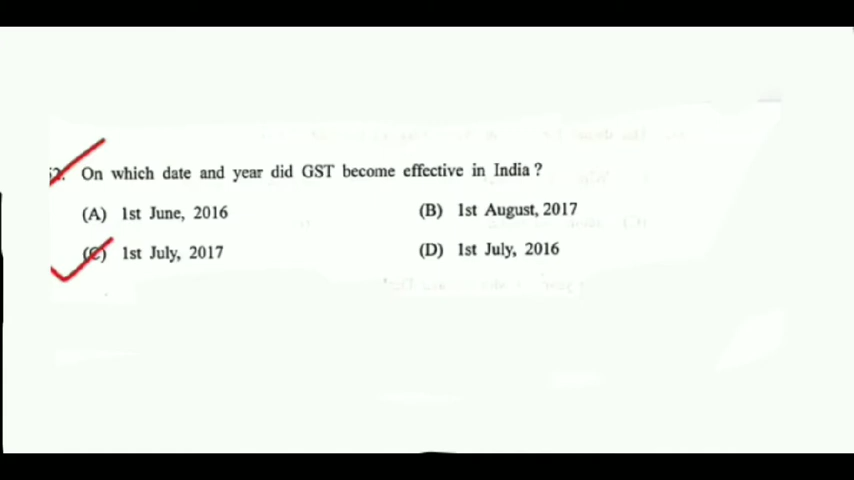 2. On which date and year did GST become effective in India ?
(A) 1st June, 2016 (B) 1st August, 2017
(C) 1st July, 2017 (D) 1st July, 2016